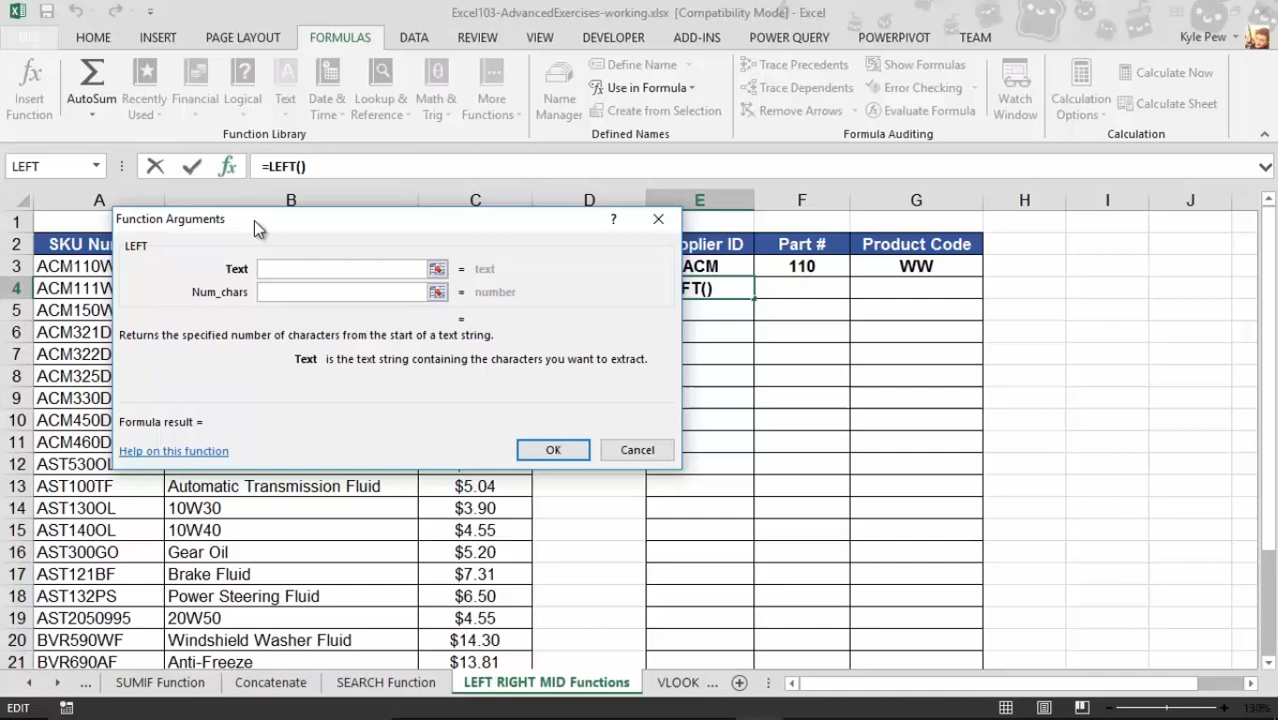 Excel103-AdvancedExercises-working.xlsx [Compatibility Mode] - Excel
HOME INSERT PAGE LAYOUT FORMULAS DATA REVIEW VIEW DEVELOPER ADD-INS POWER QUERY POWERPIVOT TEAM Kyle Pew
Insert Function
AutoSum
Recently Used
Financial
Logical
Text
Date & Time
Lookup & Reference
Math & Trig
More Functions
Function Library
Name Manager
Define Name
Use in Formula
Create from Selection
Defined Names
Trace Precedents
Trace Dependents
Remove Arrows
Show Formulas
Error Checking
Evaluate Formula
Formula Auditing
Watch Window
Calculation Options
Calculate Now
Calculate Sheet
Calculation
LEFT fx =LEFT()
A B C D E F G H I J
1
2 SKU Nu pplier ID Part # Product Code
3 ACM110W ACM 110 WW
4 ACM111W FT()
5 ACM150W
6 ACM321D
7 ACM322D
8 ACM325D
9 ACM330D
10 ACM450D
11 ACM460D
12 AST530OL
13 AST100TF Automatic Transmission Fluid $5.04
14 AST130OL 10W30 $3.90
15 AST140OL 10W40 $4.55
16 AST300GO Gear Oil $5.20
17 AST121BF Brake Fluid $7.31
18 AST132PS Power Steering Fluid $6.50
19 AST2050995 20W50 $4.55
20 BVR590WF Windshield Washer Fluid $14.30
21 BVR690AF Anti-Freeze $13.81
Function Arguments ?
LEFT
Text = text
Num_chars = number
=
Returns the specified number of characters from the start of a text string.
Text is the text string containing the characters you want to extract.
Formula result =
Help on this function
OK Cancel
... SUMIF Function Concatenate SEARCH Function LEFT RIGHT MID Functions VLOOK ...
EDIT 130%